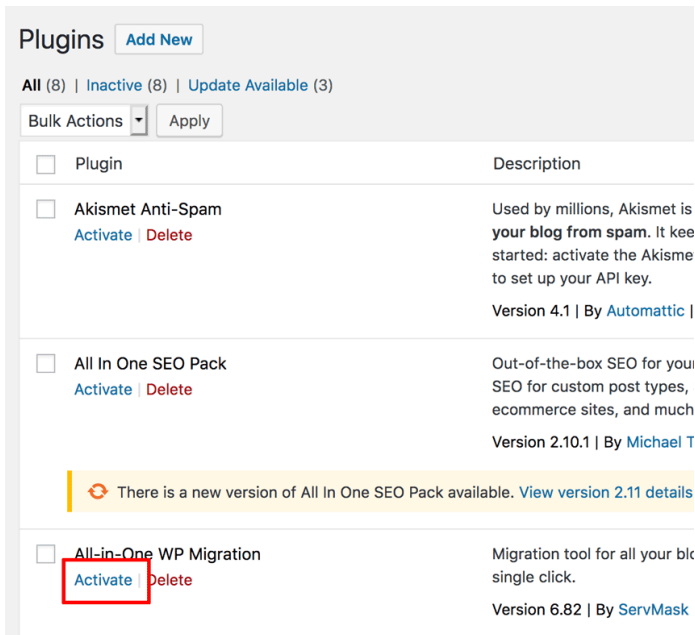 Plugins Add New
All (8) | Inactive (8) | Update Available (3)
Bulk Actions Apply
Plugin Description
Akismet Anti-Spam
Activate | Delete
Used by millions, Akismet is
your blog from spam. It kee
started: activate the Akisme
to set up your API key.
Version 4.1 | By Automattic |
All In One SEO Pack
Activate | Delete
Out-of-the-box SEO for your
SEO for custom post types,
ecommerce sites, and much
Version 2.10.1 | By Michael T
There is a new version of All In One SEO Pack available. View version 2.11 details
All-in-One WP Migration
Activate | Delete
Migration tool for all your blo
single click.
Version 6.82 | By ServMask